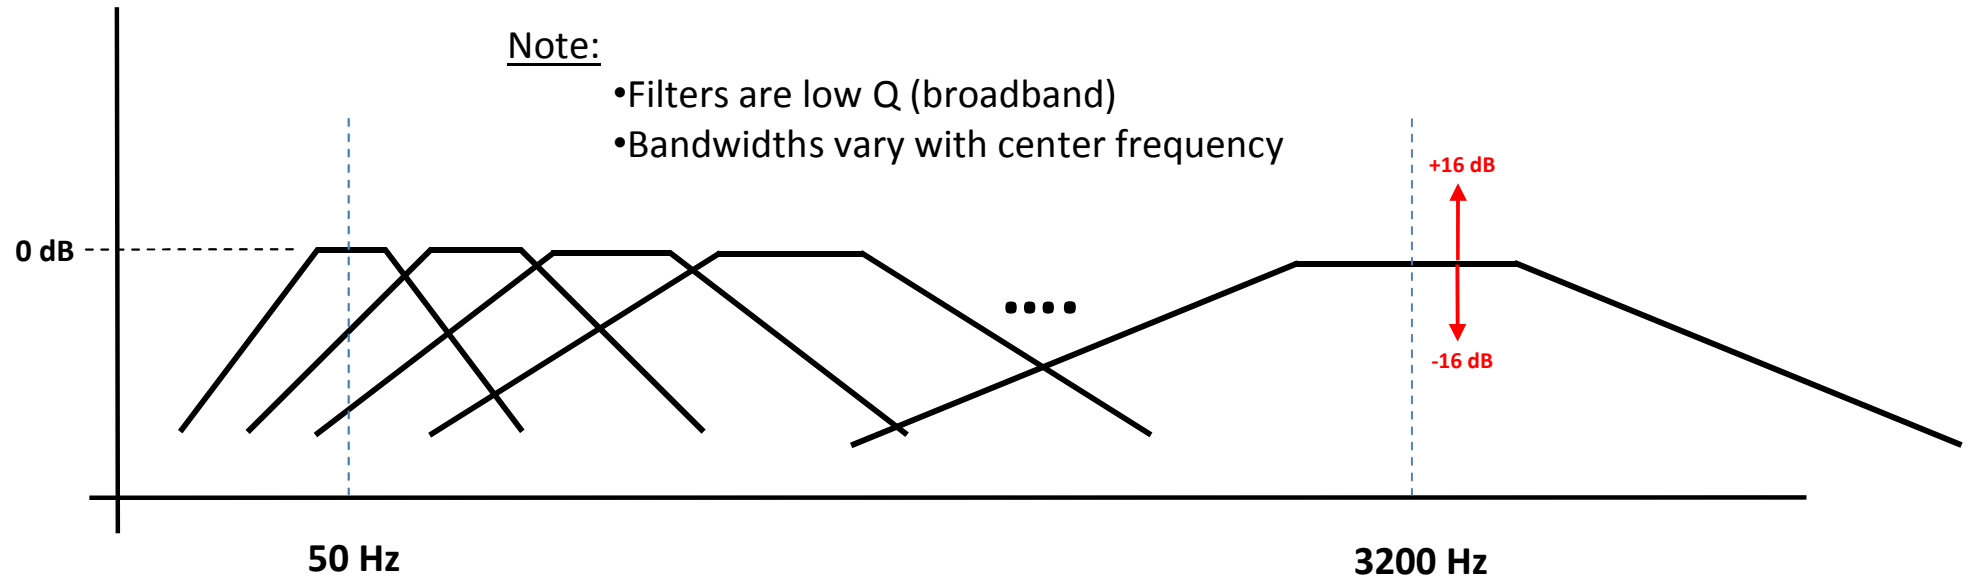 Note:
•Filters are low Q (broadband)
•Bandwidths vary with center frequency
+16 dB
0 dB
-16 dB
50 Hz
3200 Hz